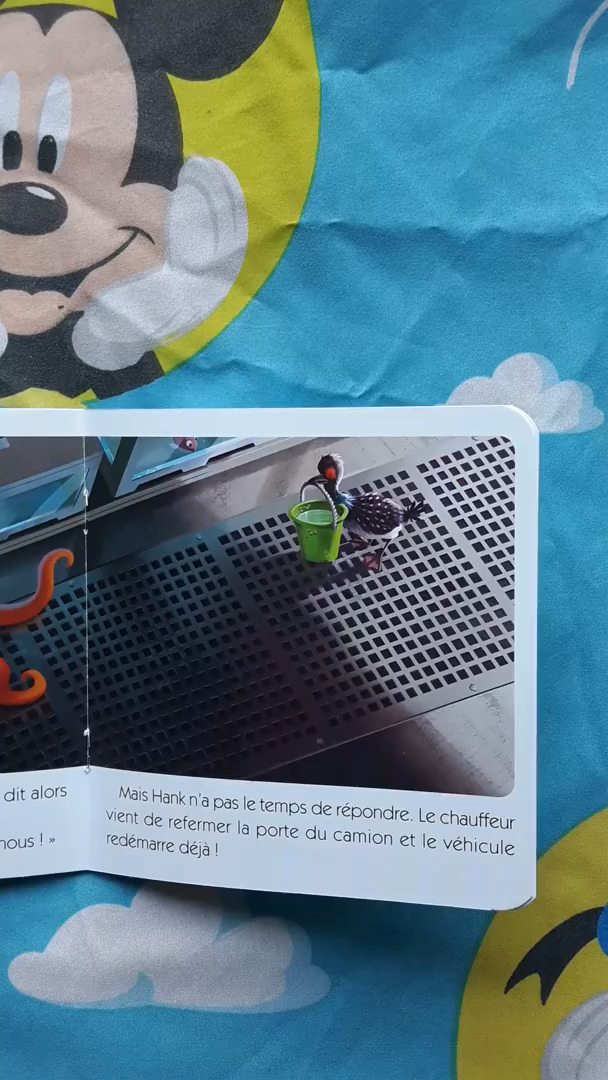 dit alors
nous ! »
Mais Hank n'a pas le temps de répondre. Le chauffeur
vient de refermer la porte du camion et le véhicule
redémarre déjà !